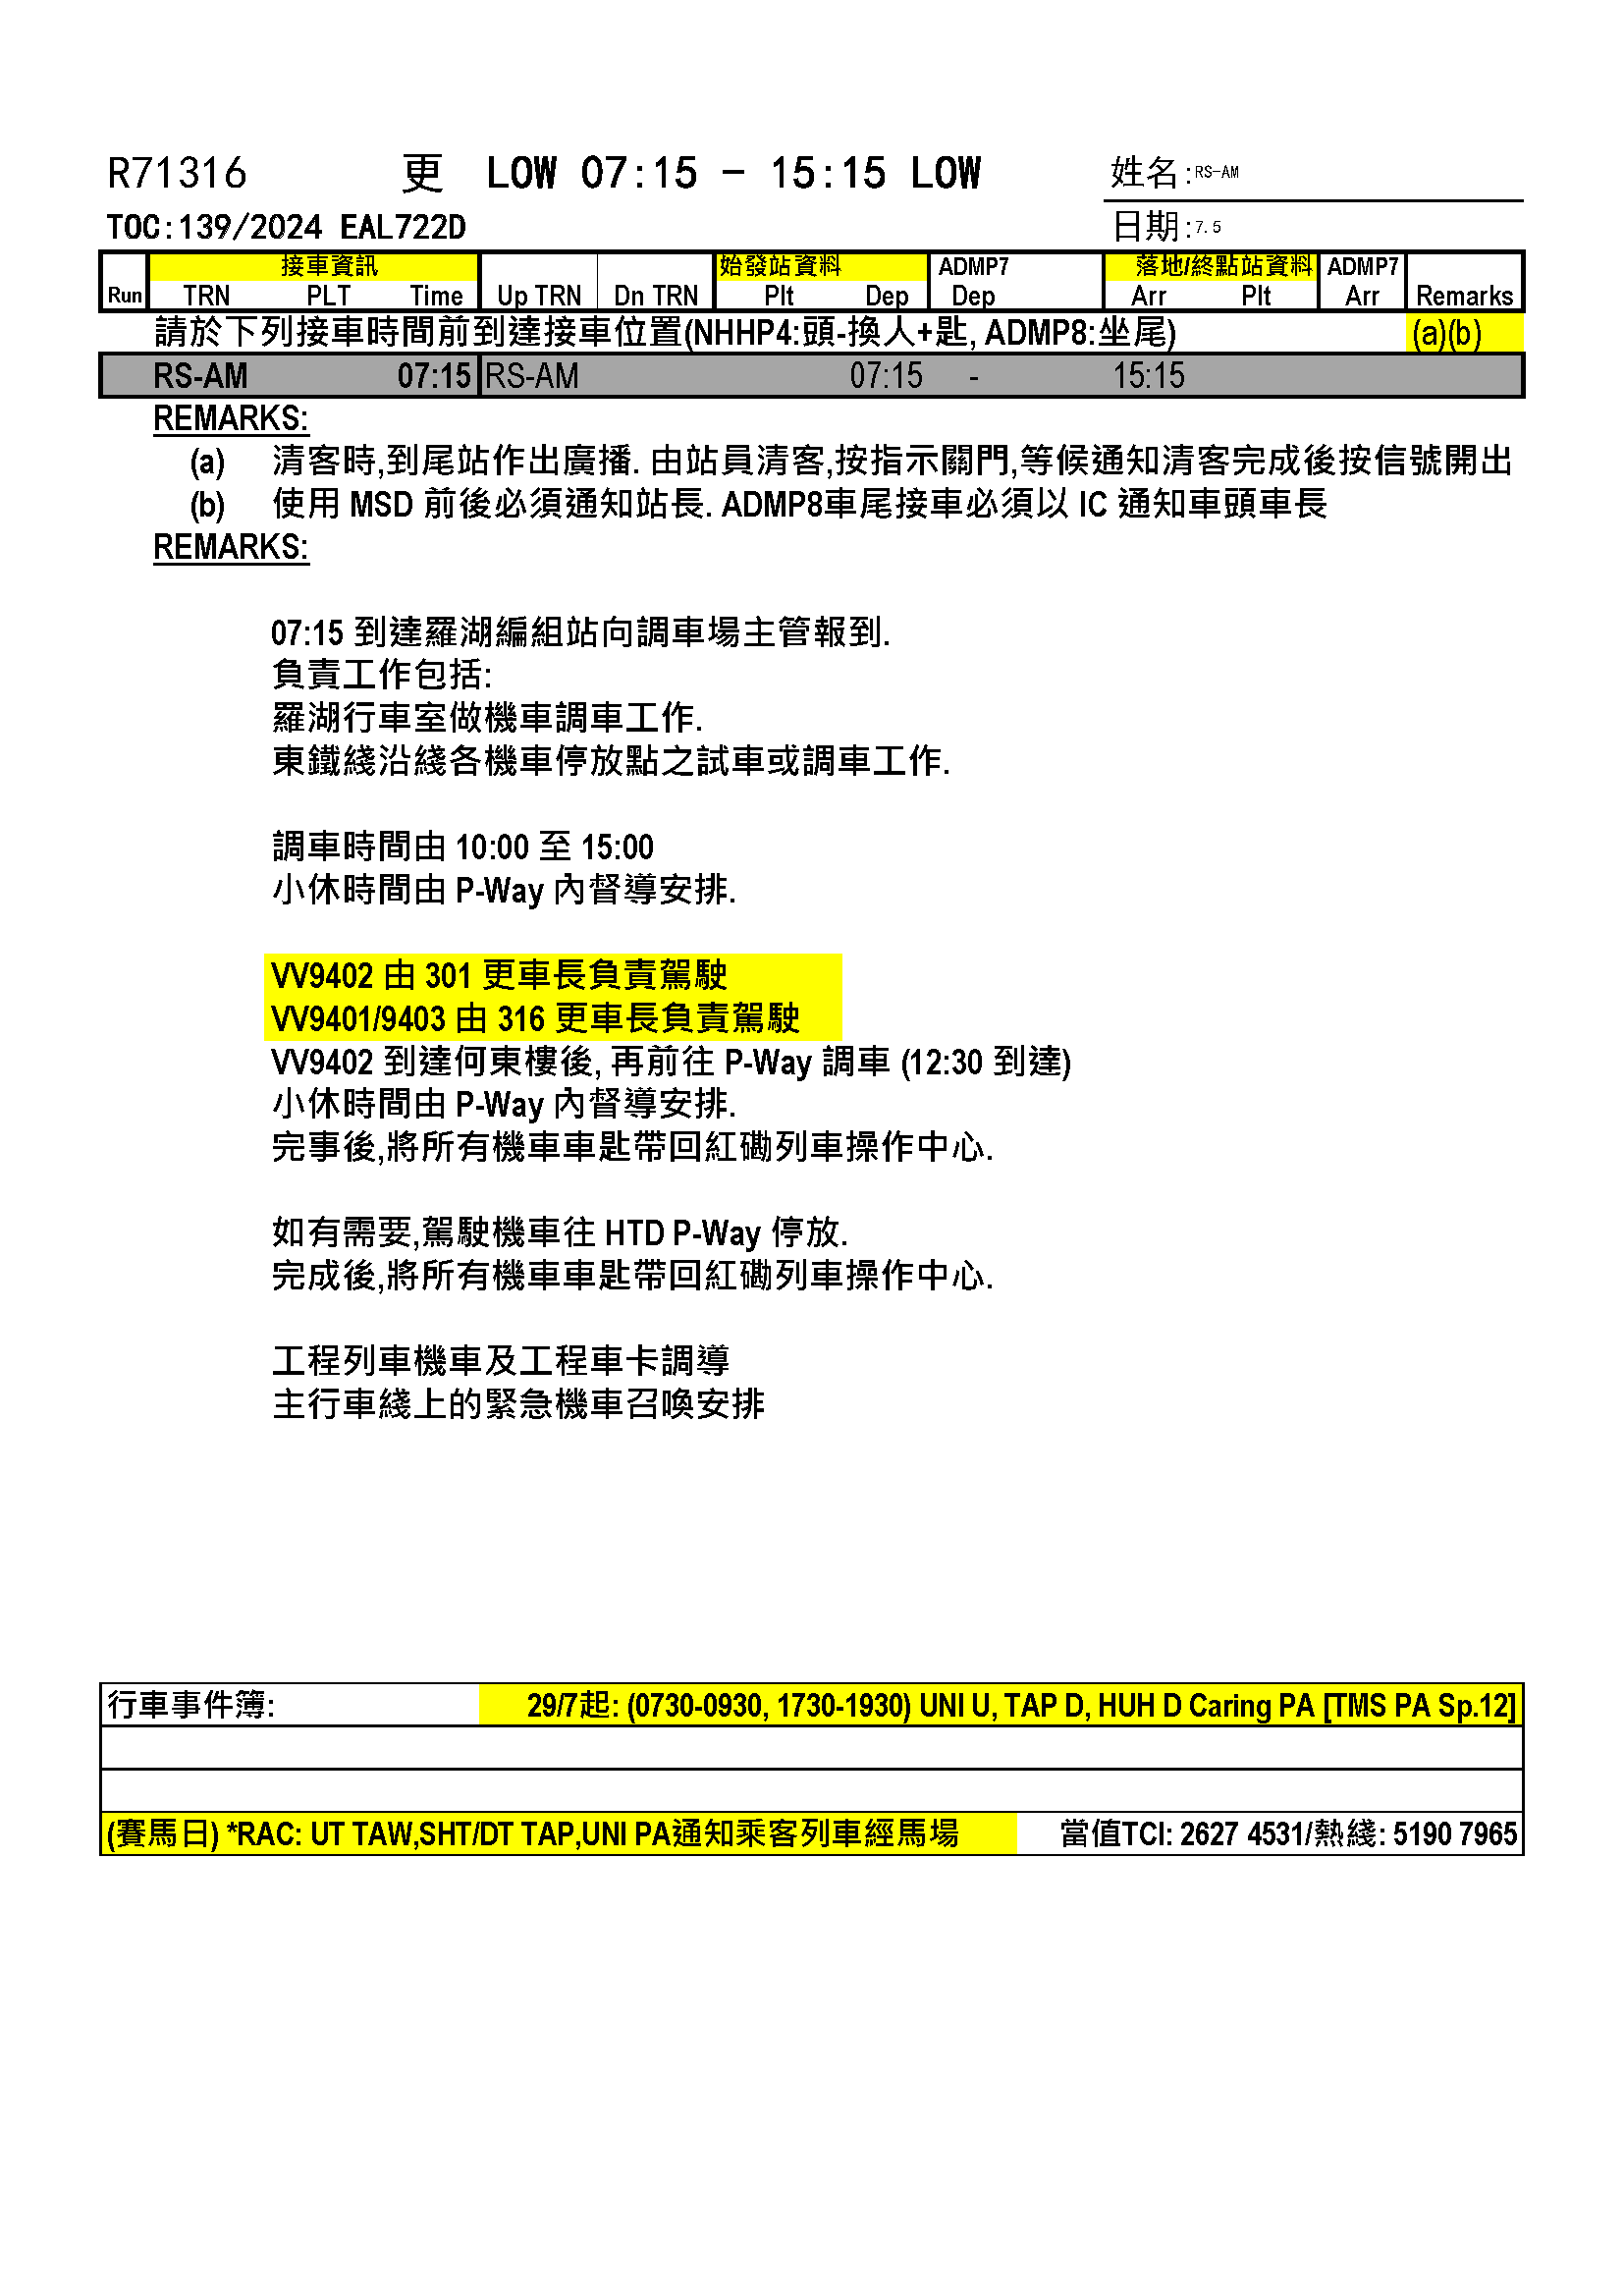 R71316 更 LOW 07:15 - 15:15 LOW 姓名:RS-AM
TOC:139/2024 EAL722D 日期:7.5
接車資訊 始發站資料 ADMP7 落地/終點站資料 ADMP7
Run TRN PLT Time Up TRN Dn TRN Plt Dep Dep Arr Plt Arr Remarks
請於下列接車時間前到達接車位置(NHHP4:頭-換人+匙, ADMP8:坐尾) (a)(b)
RS-AM 07:15 RS-AM 07:15 - 15:15
REMARKS:
(a) 清客時,到尾站作出廣播. 由站員清客,按指示關門,等候通知清客完成後按信號開出
(b) 使用 MSD 前後必須通知站長. ADMP8車尾接車必須以 IC 通知車頭車長
REMARKS:
07:15 到達羅湖編組站向調車場主管報到.
負責工作包括:
羅湖行車室做機車調車工作.
東鐵綫沿綫各機車停放點之試車或調車工作.
調車時間由 10:00 至 15:00
小休時間由 P-Way 內督導安排.
VV9402 由 301 更車長負責駕駛
VV9401/9403 由 316 更車長負責駕駛
VV9402 到達何東樓後, 再前往 P-Way 調車 (12:30 到達)
小休時間由 P-Way 內督導安排.
完事後,將所有機車車匙帶回紅磡列車操作中心.
如有需要,駕駛機車往 HTD P-Way 停放.
完成後,將所有機車車匙帶回紅磡列車操作中心.
工程列車機車及工程車卡調導
主行車綫上的緊急機車召喚安排
行車事件簿: 29/7起: (0730-0930, 1730-1930) UNI U, TAP D, HUH D Caring PA [TMS PA Sp.12]
(賽馬日) *RAC: UT TAW,SHT/DT TAP,UNI PA通知乘客列車經馬場 當值TCI: 2627 4531/熱綫: 5190 7965